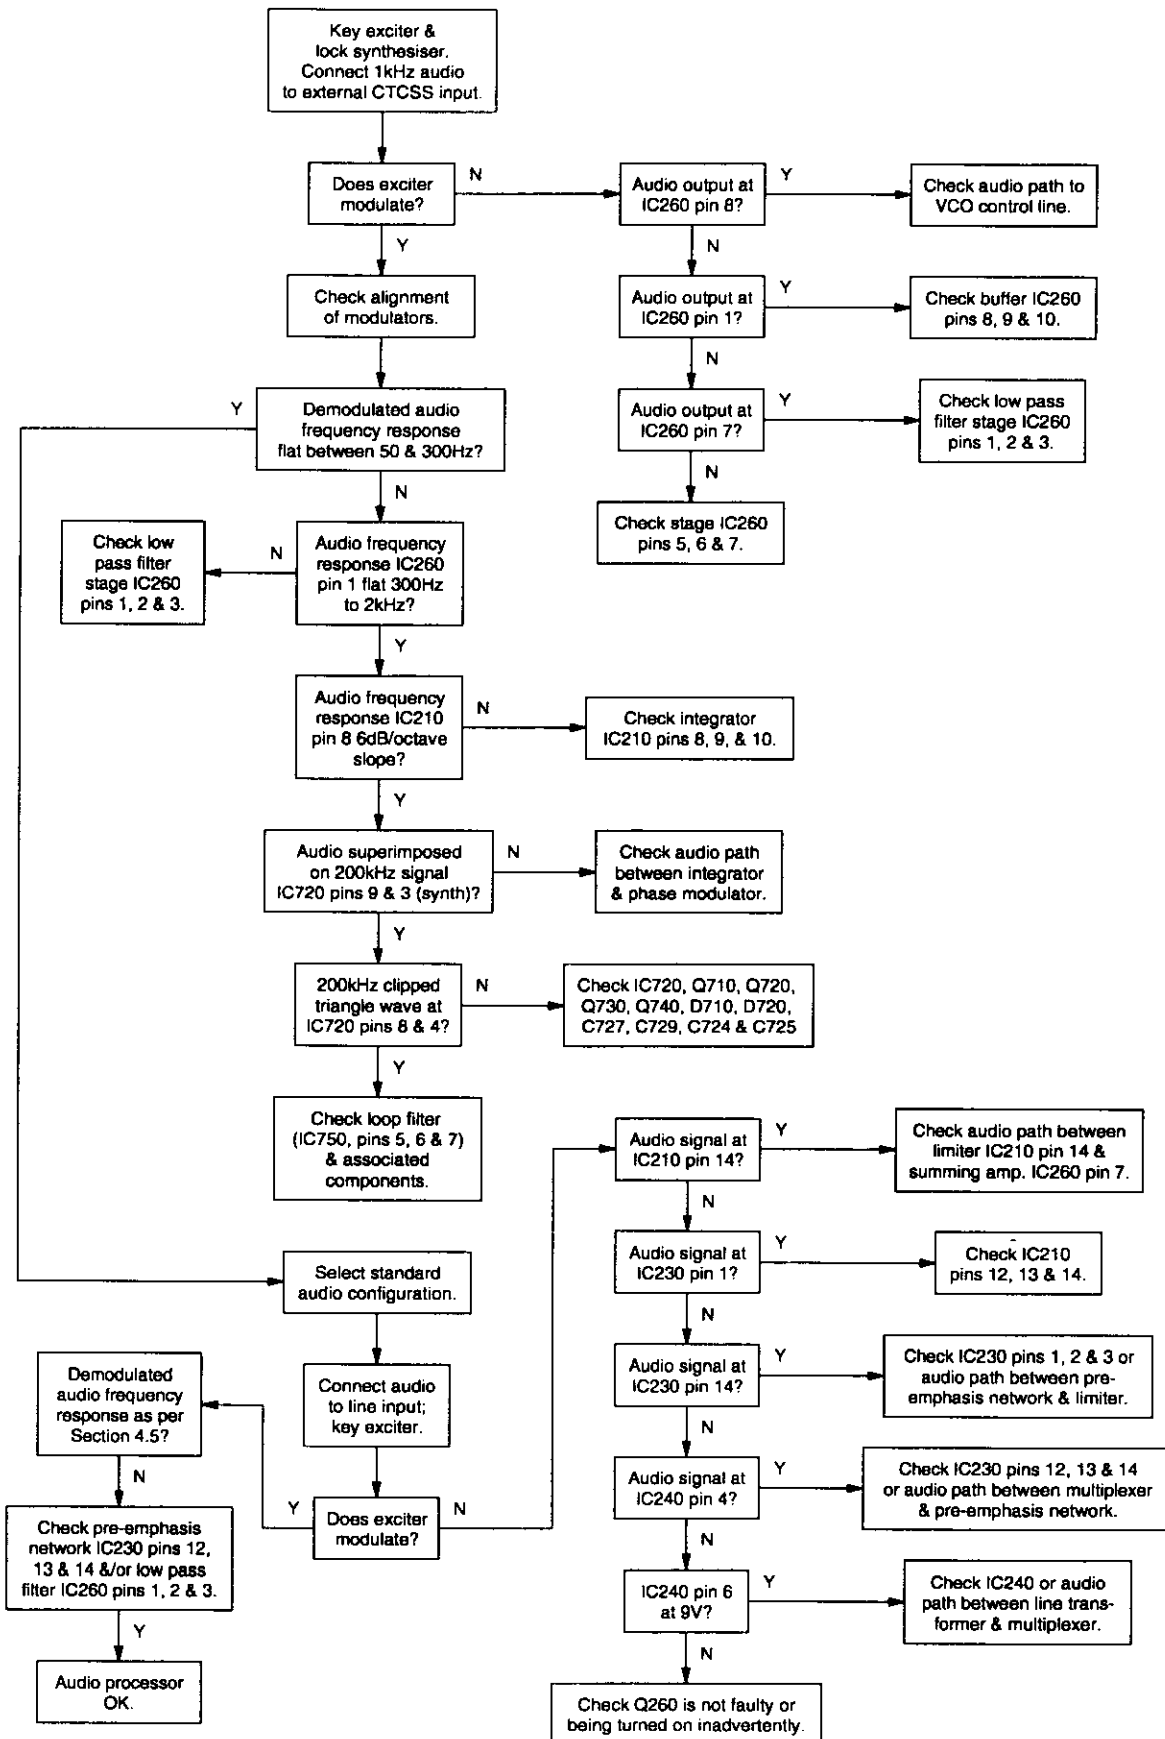 Key exciter &
lock synthesiser.
Connect 1kHz audio
to external CTCSS input.
Does exciter
modulate?
N
Audio output at
IC260 pin 8?
Y
Check audio path to
VCO control line.
Y
N
Check alignment
of modulators.
Audio output at
IC260 pin 1?
Y
Check buffer IC260
pins 8, 9 & 10.
N
Y
Demodulated audio
frequency response
flat between 50 & 300Hz?
Audio output at
IC260 pin 7?
Y
Check low pass
filter stage IC260
pins 1, 2 & 3.
N
N
Check stage IC260
pins 5, 6 & 7.
Check low
pass filter
stage IC260
pins 1, 2 & 3.
N
Audio frequency
response IC260
pin 1 flat 300Hz
to 2kHz?
Y
Audio frequency
response IC210
pin 8 6dB/octave
slope?
N
Check integrator
IC210 pins 8, 9, & 10.
Y
Audio superimposed
on 200kHz signal
IC720 pins 9 & 3 (synth)?
N
Check audio path
between integrator
& phase modulator.
Y
200kHz clipped
triangle wave at
IC720 pins 8 & 4?
N
Check IC720, Q710, Q720,
Q730, Q740, D710, D720,
C727, C729, C724 & C725
Y
Check loop filter
(IC750, pins 5, 6 & 7)
& associated
components.
Audio signal at
IC210 pin 14?
Y
Check audio path between
limiter IC210 pin 14 &
summing amp. IC260 pin 7.
N
Select standard
audio configuration.
Audio signal at
IC230 pin 1?
Y
Check IC210
pins 12, 13 & 14.
N
Demodulated
audio frequency
response as per
Section 4.5?
Connect audio
to line input;
key exciter.
Audio signal at
IC230 pin 14?
Y
Check IC230 pins 1, 2 & 3 or
audio path between pre-
emphasis network & limiter.
N
N
Y
Does exciter
modulate?
N
Audio signal at
IC240 pin 4?
Y
Check IC230 pins 12, 13 & 14
or audio path between multiplexer
& pre-emphasis network.
Check pre-emphasis
network IC230 pins 12,
13 & 14 &/or low pass
filter IC260 pins 1, 2 & 3.
N
IC240 pin 6
at 9V?
Y
Check IC240 or audio
path between line trans-
former & multiplexer.
Y
Audio processor
OK.
N
Check Q260 is not faulty or
being turned on inadvertently.